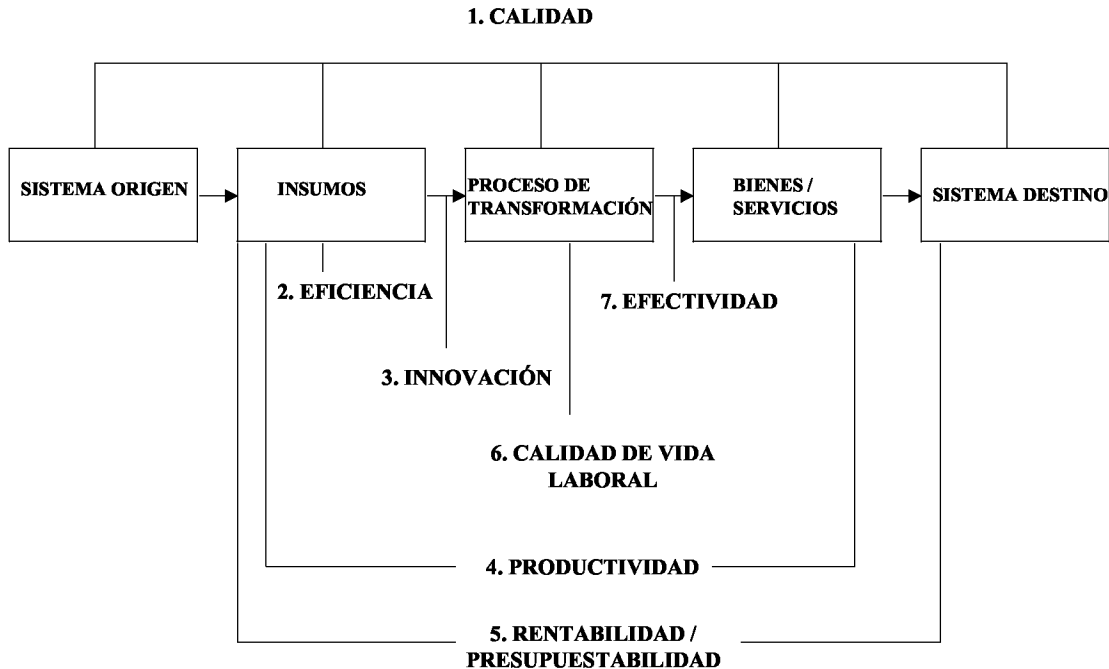 1. CALIDAD
SISTEMA ORIGEN
INSUMOS
PROCESO DE
TRANSFORMACIÓN
BIENES /
SERVICIOS
SISTEMA DESTINO
2. EFICIENCIA
7. EFECTIVIDAD
3. INNOVACIÓN
6. CALIDAD DE VIDA
LABORAL
4. PRODUCTIVIDAD
5. RENTABILIDAD /
PRESUPUESTABILIDAD